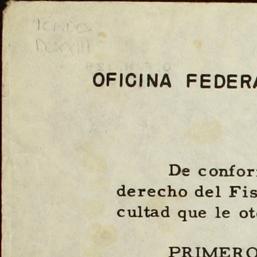 OFICINA FEDERA
De confor
derecho del Fis
cultad que le ot
PRIMERO